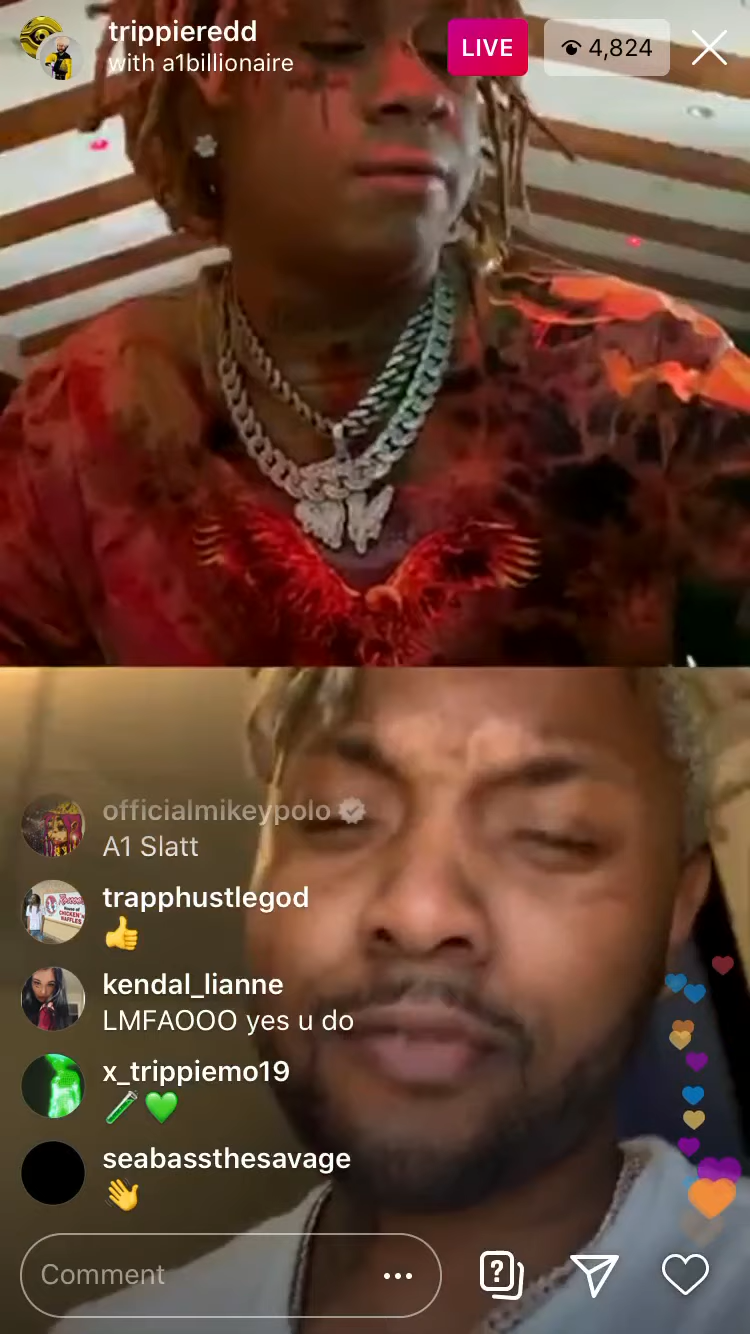 trippieredd
with a1billionaire
LIVE
4,824
officialmikeypolo
A1 Slatt
trapphustlegod
👍
kendal_lianne
LMFAOOO yes u do
x_trippiemo19
🧪💚
seabassthesavage
👋
Comment